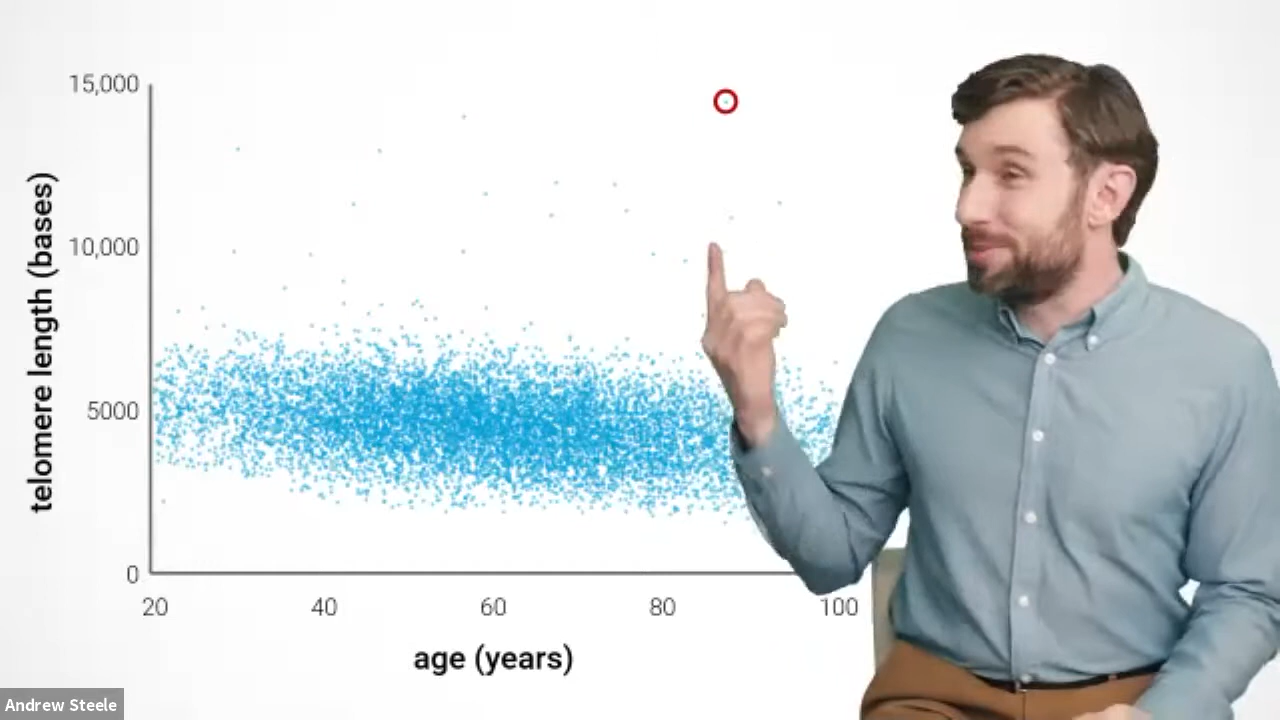 15,000
10,000
5000
0
telomere length (bases)
20 40 60 80 100
age (years)
Andrew Steele